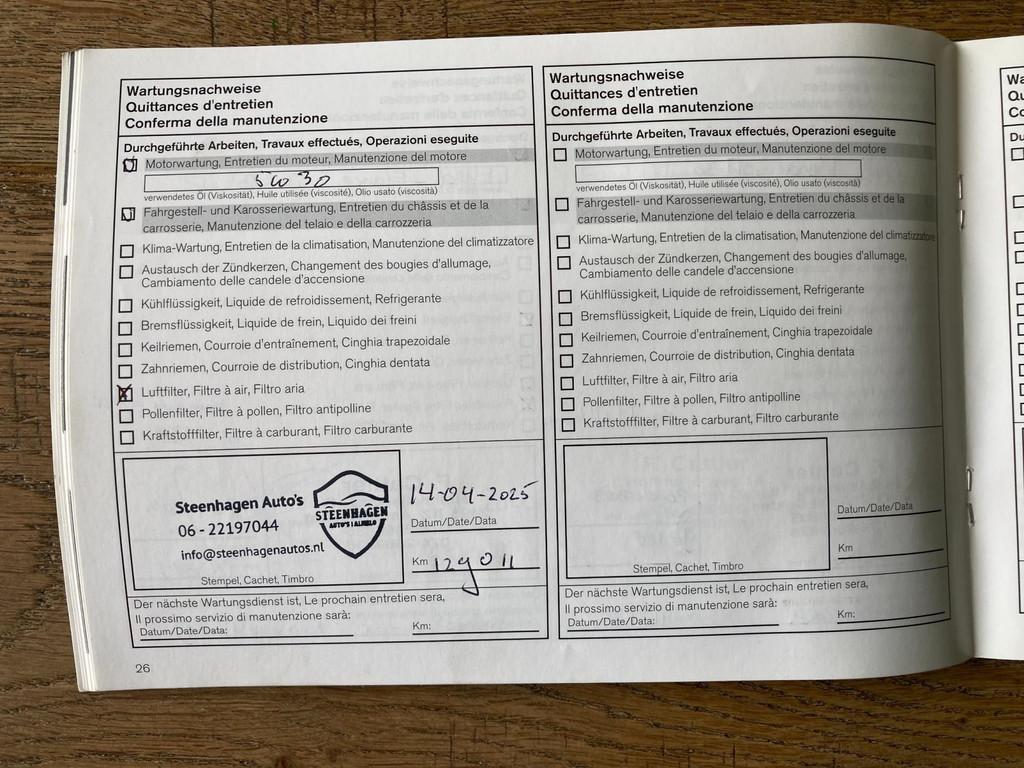 Wartungsnachweise
Quittances d'entretien
Conferma della manutenzione
Durchgeführte Arbeiten, Travaux effectués, Operazioni eseguite
Motorwartung, Entretien du moteur, Manutenzione del motore
5W30
verwendetes Öl (Viskosität), Huile utilisée (viscosité), Olio usato (viscosità)
Fahrgestell- und Karosseriewartung, Entretien du châssis et de la
carrosserie, Manutenzione del telaio e della carrozzeria
Klima-Wartung, Entretien de la climatisation, Manutenzione del climatizzatore
Austausch der Zündkerzen, Changement des bougies d'allumage,
Cambiamento delle candele d'accensione
Kühlflüssigkeit, Liquide de refroidissement, Refrigerante
Bremsflüssigkeit, Liquide de frein, Liquido dei freini
Keilriemen, Courroie d'entraînement, Cinghia trapezoidale
Zahnriemen, Courroie de distribution, Cinghia dentata
Luftfilter, Filtre à air, Filtro aria
Pollenfilter, Filtre à pollen, Filtro antipolline
Kraftstofffilter, Filtre à carburant, Filtro carburante
Steenhagen Auto's
06 - 22197044
info@steenhagenautos.nl
STEENHAGEN
AUTO'S | ALMELO
Stempel, Cachet, Timbro
14-04-2025
Datum/Date/Data
Km 129011
Der nächste Wartungsdienst ist, Le prochain entretien sera,
Il prossimo servizio di manutenzione sarà:
Datum/Date/Data:
Km:
26
Wartungsnachweise
Quittances d'entretien
Conferma della manutenzione
Durchgeführte Arbeiten, Travaux effectués, Operazioni eseguite
Motorwartung, Entretien du moteur, Manutenzione del motore
verwendetes Öl (Viskosität), Huile utilisée (viscosité), Olio usato (viscosità)
Fahrgestell- und Karosseriewartung, Entretien du châssis et de la
carrosserie, Manutenzione del telaio e della carrozzeria
Klima-Wartung, Entretien de la climatisation, Manutenzione del climatizzatore
Austausch der Zündkerzen, Changement des bougies d'allumage,
Cambiamento delle candele d'accensione
Kühlflüssigkeit, Liquide de refroidissement, Refrigerante
Bremsflüssigkeit, Liquide de frein, Liquido dei freini
Keilriemen, Courroie d'entraînement, Cinghia trapezoidale
Zahnriemen, Courroie de distribution, Cinghia dentata
Luftfilter, Filtre à air, Filtro aria
Pollenfilter, Filtre à pollen, Filtro antipolline
Kraftstofffilter, Filtre à carburant, Filtro carburante
Stempel, Cachet, Timbro
Datum/Date/Data
Km
Der nächste Wartungsdienst ist, Le prochain entretien sera,
Il prossimo servizio di manutenzione sarà:
Datum/Date/Data:
Km: